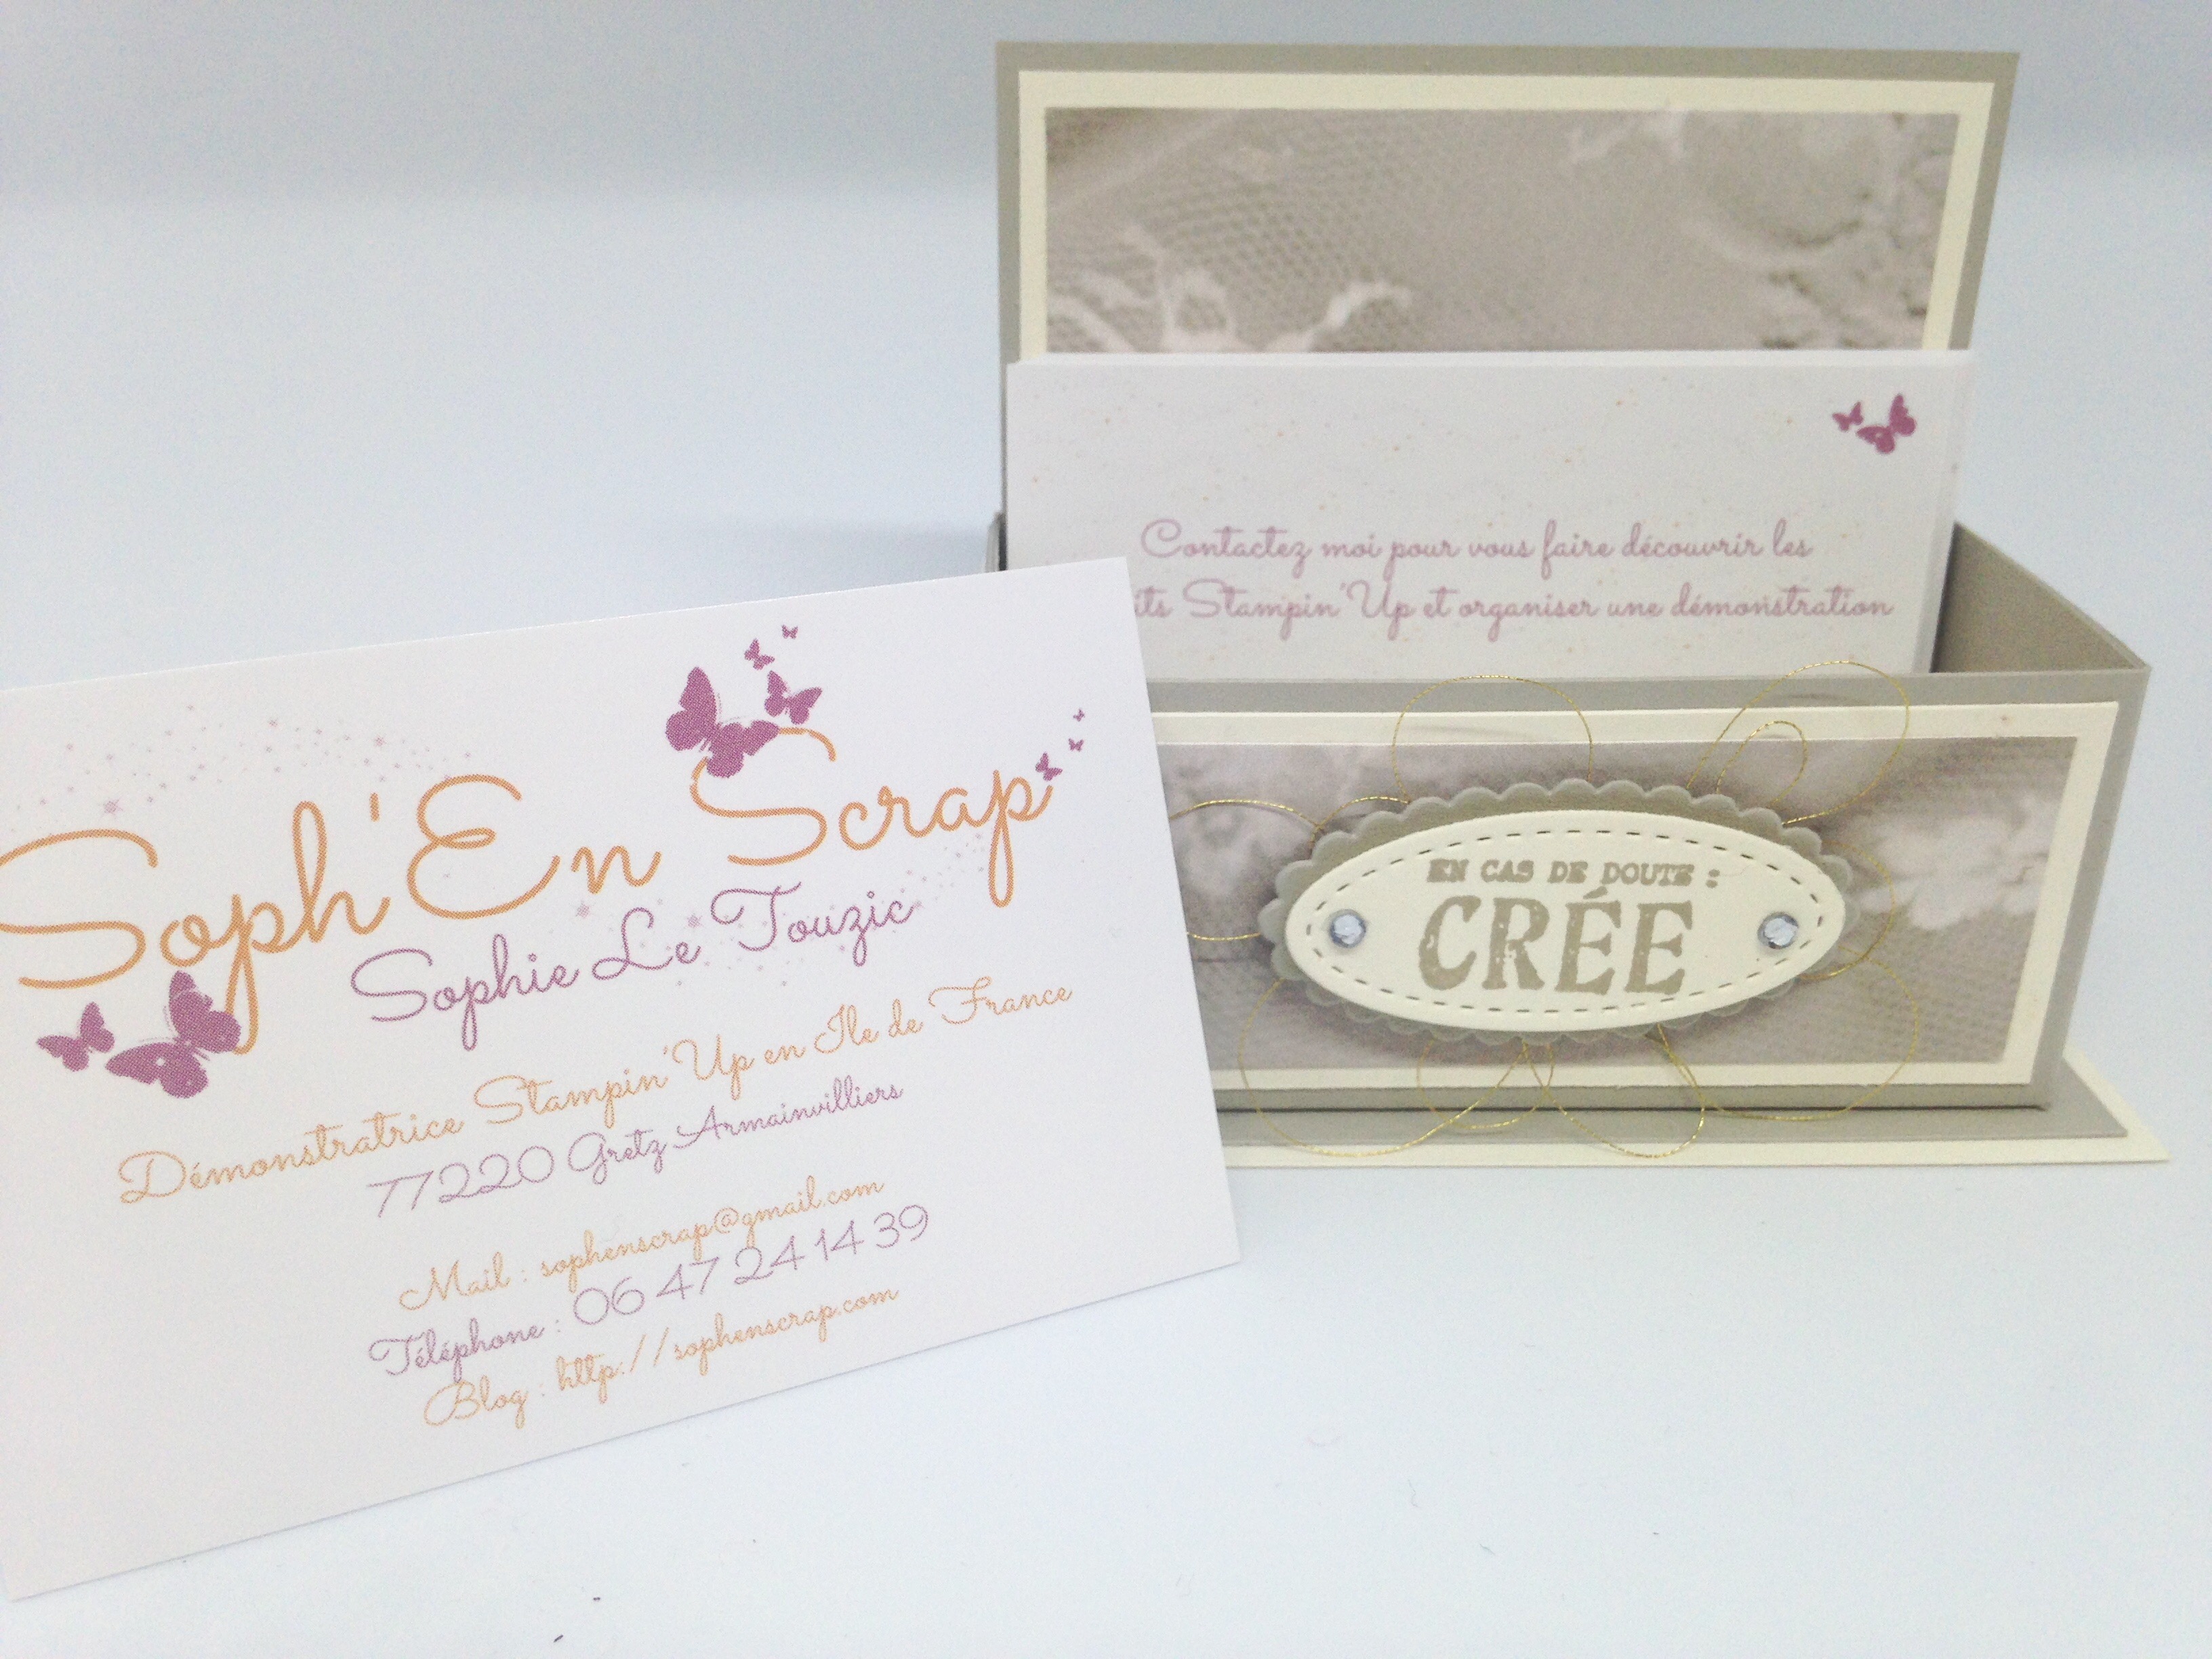 Soph'En Scrap
Sophie Le Touzic
Démonstratrice Stampin'Up en Ile de France
77220 Gretz Armainvilliers
Mail : sophenscrap@gmail.com
Téléphone : 06 47 24 14 39
Blog : http://sophenscrap.com
Contactez moi pour vous faire découvrir les
Stampin'Up et organiser une démonstration
EN CAS DE DOUTE :
CRÉE